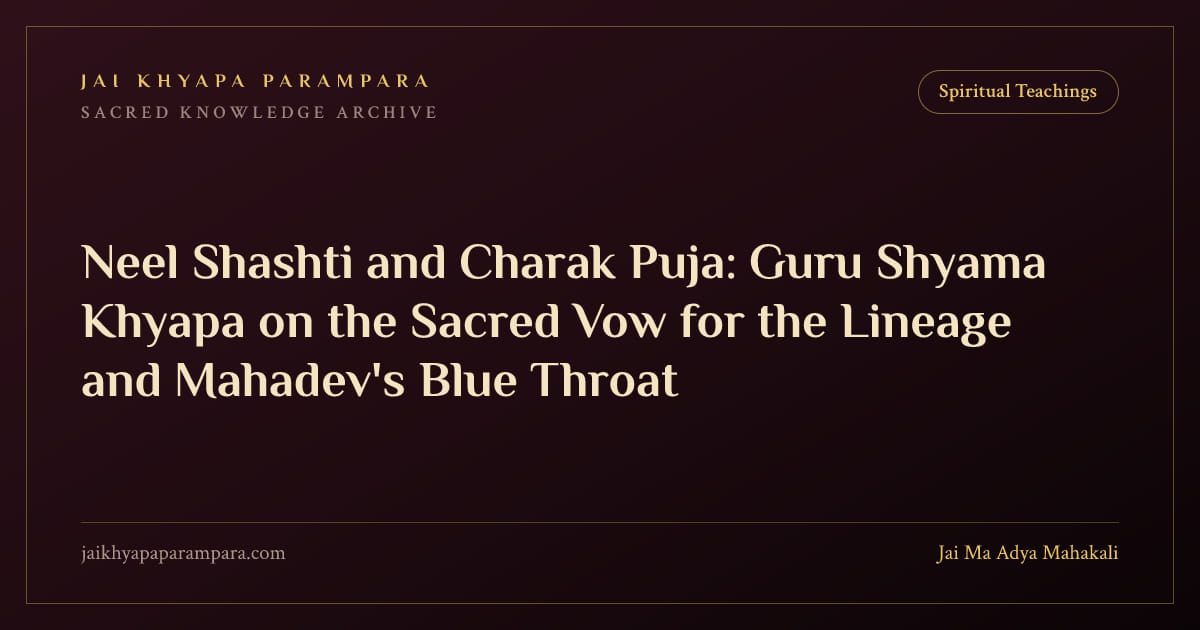 JAI KHYAPA PARAMPARA
SACRED KNOWLEDGE ARCHIVE
Spiritual Teachings
Neel Shashti and Charak Puja: Guru Shyama
Khyapa on the Sacred Vow for the Lineage
and Mahadev's Blue Throat
jaikhyapaparampara.com
Jai Ma Adya Mahakali